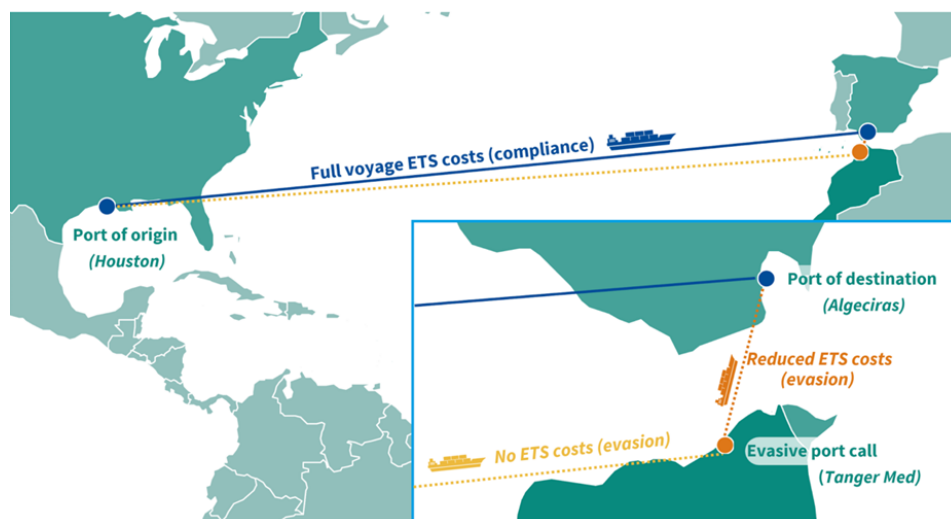 Full voyage ETS costs (compliance)
Port of origin
(Houston)
Port of destination
(Algeciras)
Reduced ETS costs
(evasion)
No ETS costs (evasion)
Evasive port call
(Tanger Med)